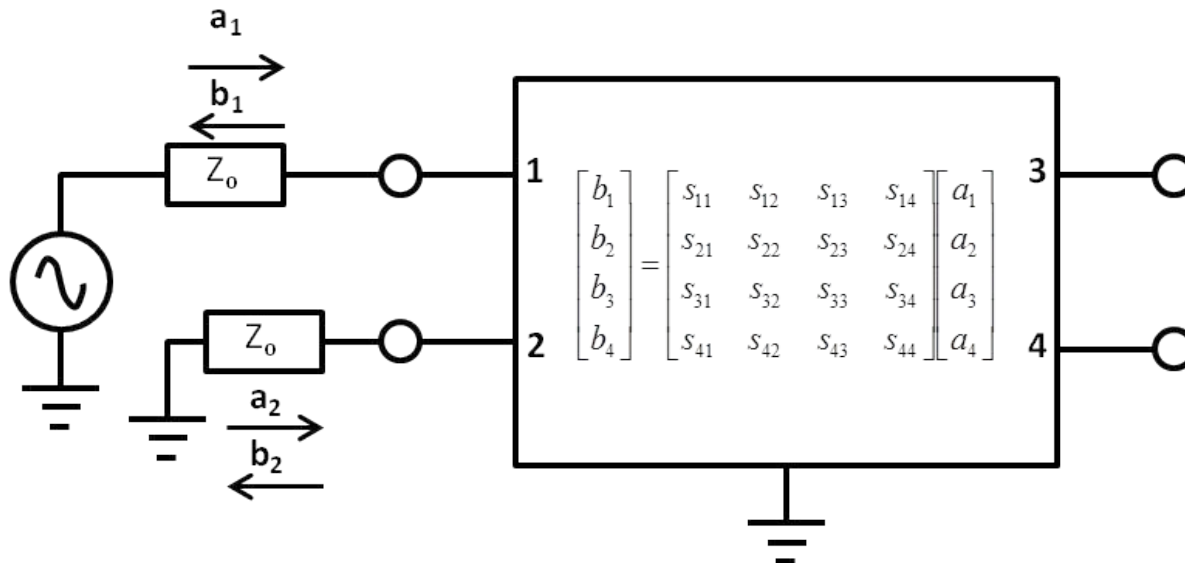 a₁
b₁
Zₒ
1
3
Zₒ
2
4
a₂
b₂
[b₁ b₂ b₃ b₄] = [s₁₁ s₁₂ s₁₃ s₁₄
s₂₁ s₂₂ s₂₃ s₂₄
s₃₁ s₃₂ s₃₃ s₃₄
s₄₁ s₄₂ s₄₃ s₄₄] [a₁ a₂ a₃ a₄]